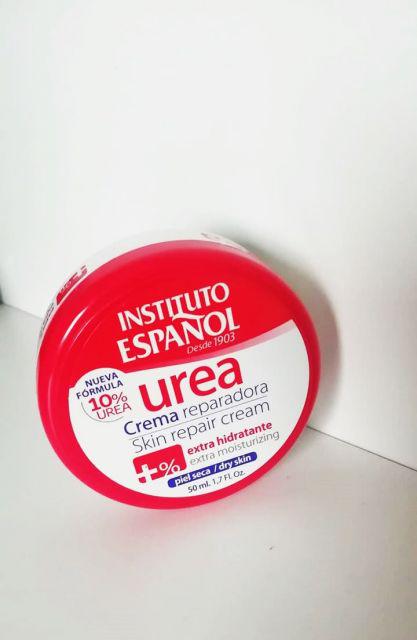 INSTITUTO
ESPAÑOL
Desde 1903
NUEVA
FÓRMULA
10%
UREA
urea
Crema reparadora
Skin repair cream
+%
extra hidratante
extra moisturizing
piel seca / dry skin
50 ml. 1,7 Fl. Oz.